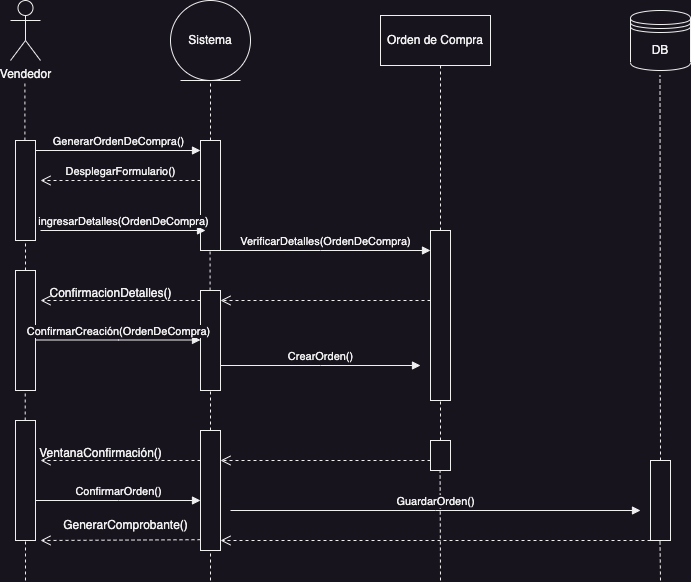 Vendedor
Sistema
Orden de Compra
DB
GenerarOrdenDeCompra()
DesplegarFormulario()
ingresarDetalles(OrdenDeCompra)
VerificarDetalles(OrdenDeCompra)
ConfirmacionDetalles()
ConfirmarCreación(OrdenDeCompra)
CrearOrden()
VentanaConfirmación()
ConfirmarOrden()
GuardarOrden()
GenerarComprobante()